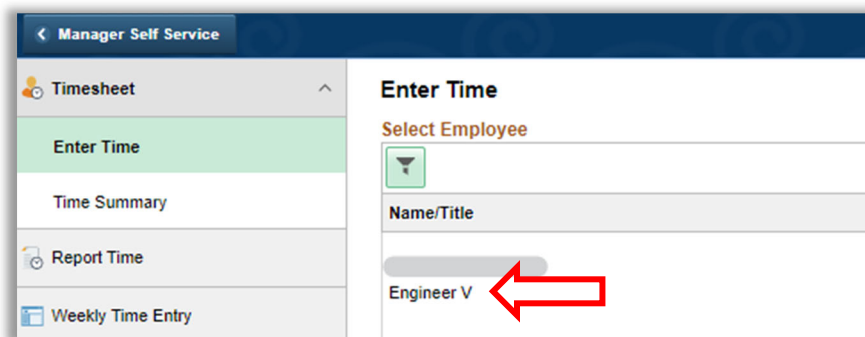 Manager Self Service
Timesheet
Enter Time
Time Summary
Report Time
Weekly Time Entry
Enter Time
Select Employee
Name/Title
Engineer V